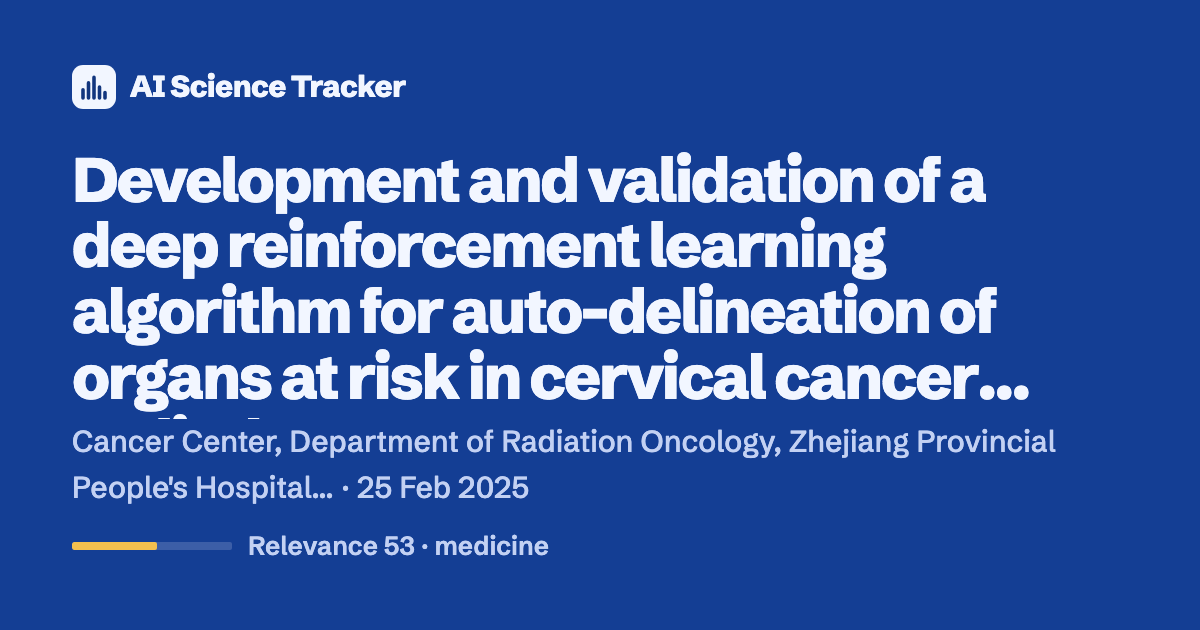 AI Science Tracker
Development and validation of a
deep reinforcement learning
algorithm for auto-delineation of
organs at risk in cervical cancer...
Cancer Center, Department of Radiation Oncology, Zhejiang Provincial
People's Hospital... · 25 Feb 2025
Relevance 53 · medicine